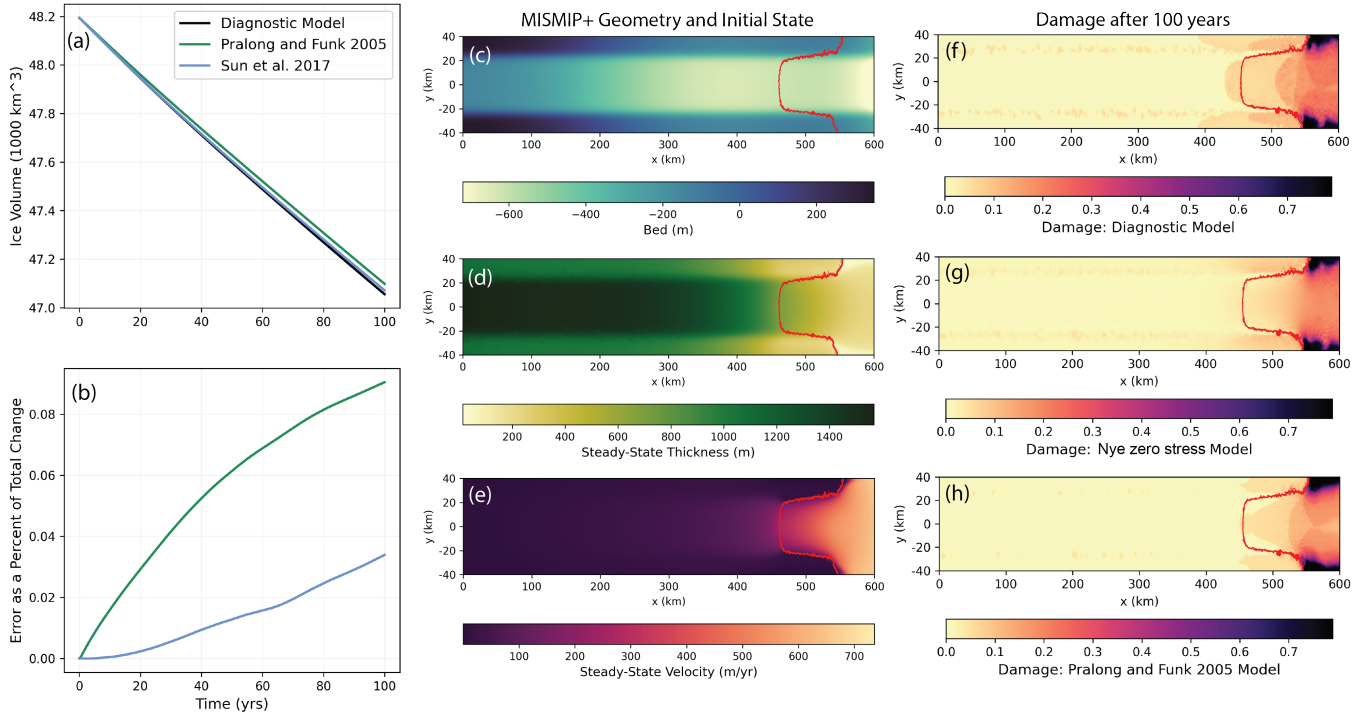 (a)
Diagnostic Model
Pralong and Funk 2005
Sun et al. 2017
48.2
48.0
47.8
47.6
47.4
47.2
47.0
Ice Volume (1000 km^3)
0 20 40 60 80 100
(b)
0.08
0.06
0.04
0.02
0.00
Error as a Percent of Total Change
0 20 40 60 80 100
Time (yrs)
MISMIP+ Geometry and Initial State
(c)
40
20
0
-20
-40
y (km)
0 100 200 300 400 500 600
x (km)
−600 −400 −200 0 200
Bed (m)
(d)
40
20
0
-20
-40
y (km)
0 100 200 300 400 500 600
x (km)
200 400 600 800 1000 1200 1400
Steady-State Thickness (m)
(e)
40
20
0
-20
-40
y (km)
0 100 200 300 400 500 600
x (km)
100 200 300 400 500 600 700
Steady-State Velocity (m/yr)
Damage after 100 years
(f)
40
20
0
-20
-40
y (km)
0 100 200 300 400 500 600
x (km)
0.0 0.1 0.2 0.3 0.4 0.5 0.6 0.7
Damage: Diagnostic Model
(g)
40
20
0
-20
-40
y (km)
0 100 200 300 400 500 600
x (km)
0.0 0.1 0.2 0.3 0.4 0.5 0.6 0.7
Damage: Nye zero stress Model
(h)
40
20
0
-20
-40
y (km)
0 100 200 300 400 500 600
x (km)
0.0 0.1 0.2 0.3 0.4 0.5 0.6 0.7
Damage: Pralong and Funk 2005 Model